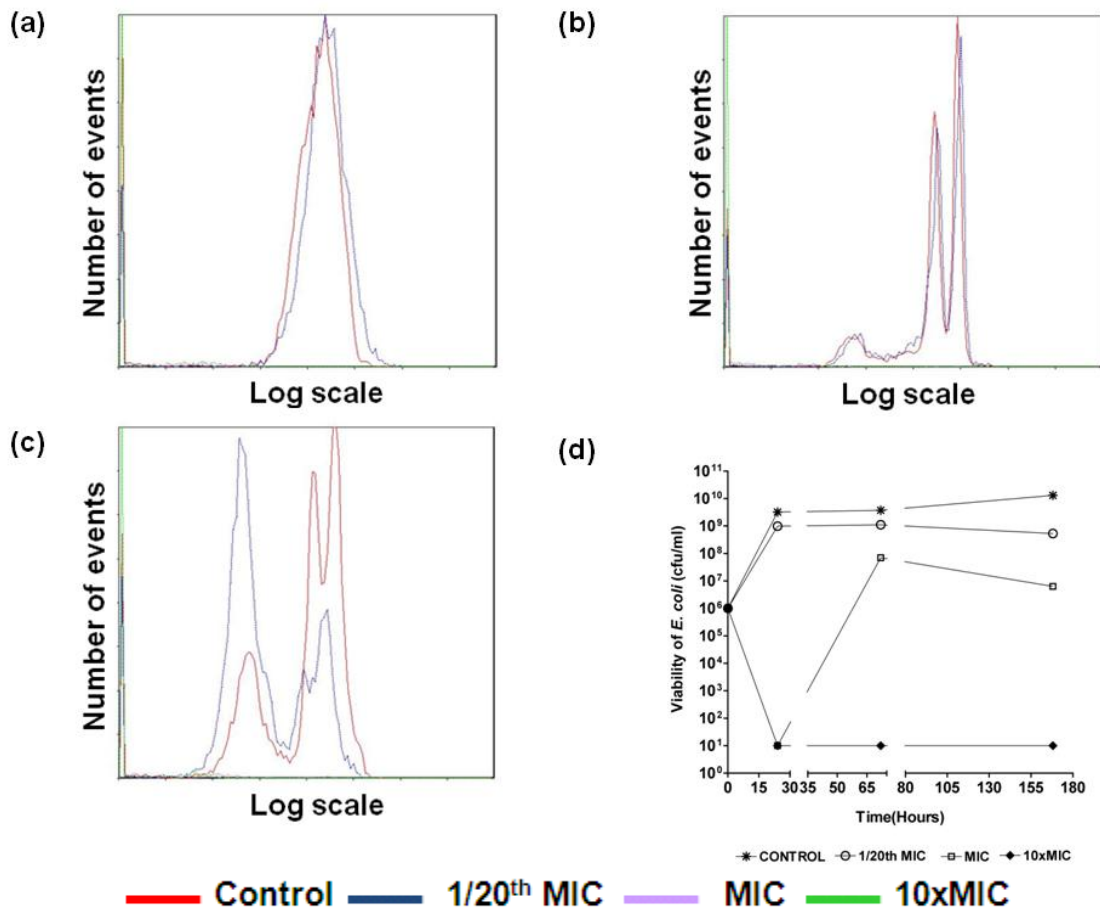 (a)
Number of events
Log scale
(b)
Number of events
Log scale
(c)
Number of events
Log scale
(d)
Viability of E. coli (cfu/ml)
10¹¹
10¹⁰
10⁹
10⁸
10⁷
10⁶
10⁵
10⁴
10³
10²
10¹
10⁰
0 15 30 35 50 65 80 105 130 155 180
Time(Hours)
CONTROL 1/20th MIC MIC 10xMIC
Control 1/20th MIC MIC 10xMIC